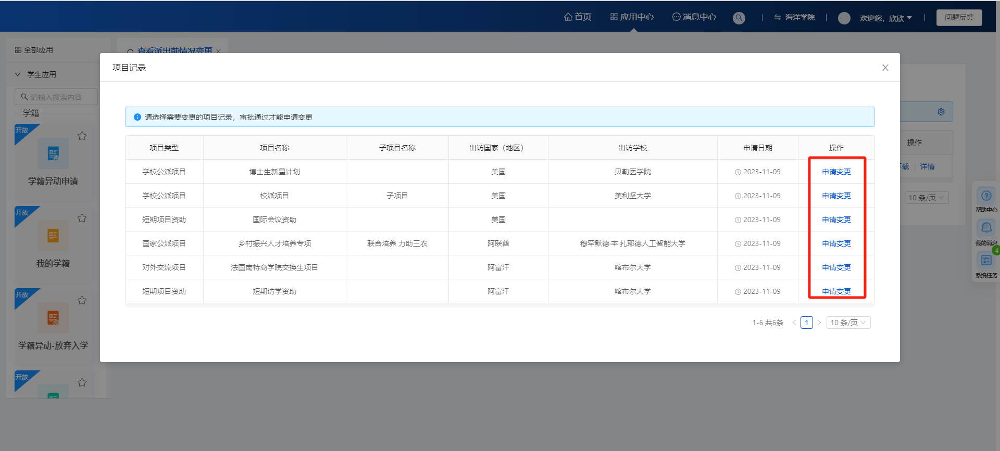 首页 应用中心 消息中心 海洋学院 欢迎您，欣欣 问题反馈
全部应用
查看派出前情况变更
学生应用
请输入搜索内容
学籍
开放
学籍异动申请
开放
我的学籍
开放
学籍异动-放弃入学
开放
项目记录
请选择需要变更的项目记录，审批通过才能申请变更
项目类型 项目名称 子项目名称 出访国家（地区） 出访学校 申请日期 操作
学校公派项目 博士生新星计划 美国 贝勒医学院 2023-11-09 申请变更
学校公派项目 校派项目 子项目 美国 美利坚大学 2023-11-09 申请变更
短期项目资助 国际会议资助 美国 2023-11-09 申请变更
国家公派项目 乡村振兴人才培养专项 联合培养 力助三农 阿联酋 穆罕默德·本·扎耶德人工智能大学 2023-11-09 申请变更
对外交流项目 法国南特商学院交换生项目 阿富汗 喀布尔大学 2023-11-09 申请变更
短期项目资助 短期访学资助 阿富汗 喀布尔大学 2023-11-09 申请变更
1-6 共6条 1 10 条/页
操作
下载 详情
10 条/页
帮助中心
我的消息
4
系统任务